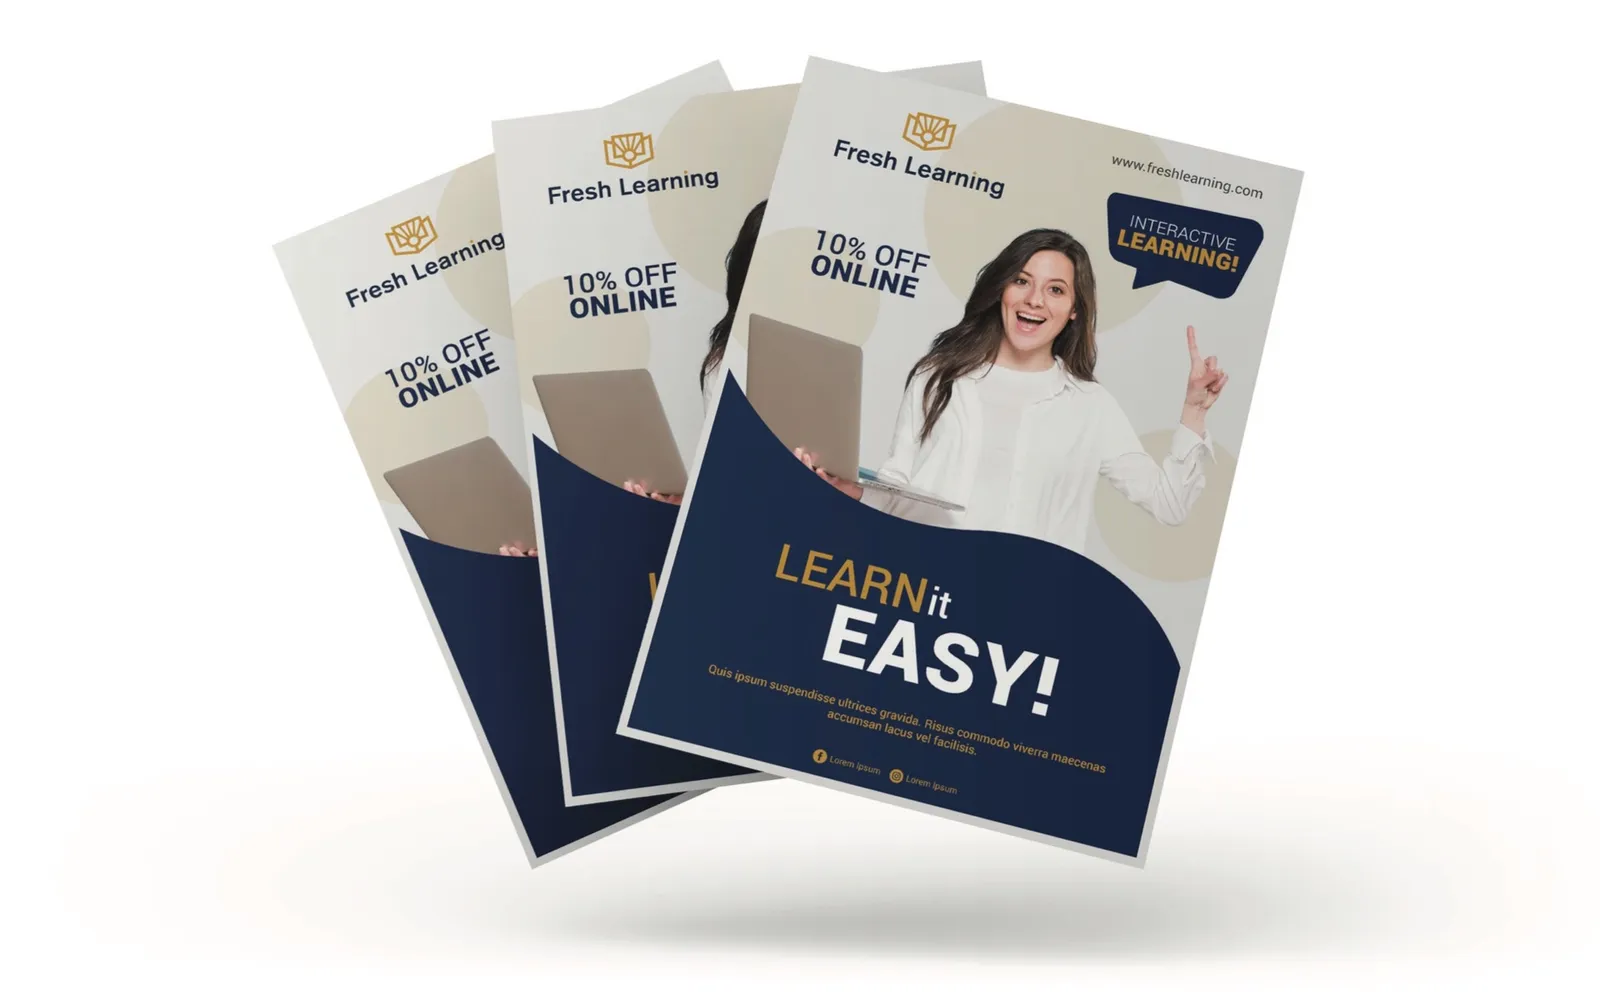 Fresh Learning
10% OFF
ONLINE
Fresh Learning
10% OFF
ONLINE
Fresh Learning
www.freshlearning.com
10% OFF
ONLINE
INTERACTIVE
LEARNING!
LEARN it
EASY!
Quis ipsum suspendisse ultrices gravida. Risus commodo viverra maecenas
accumsan lacus vel facilisis.
Lorem Ipsum
Lorem Ipsum